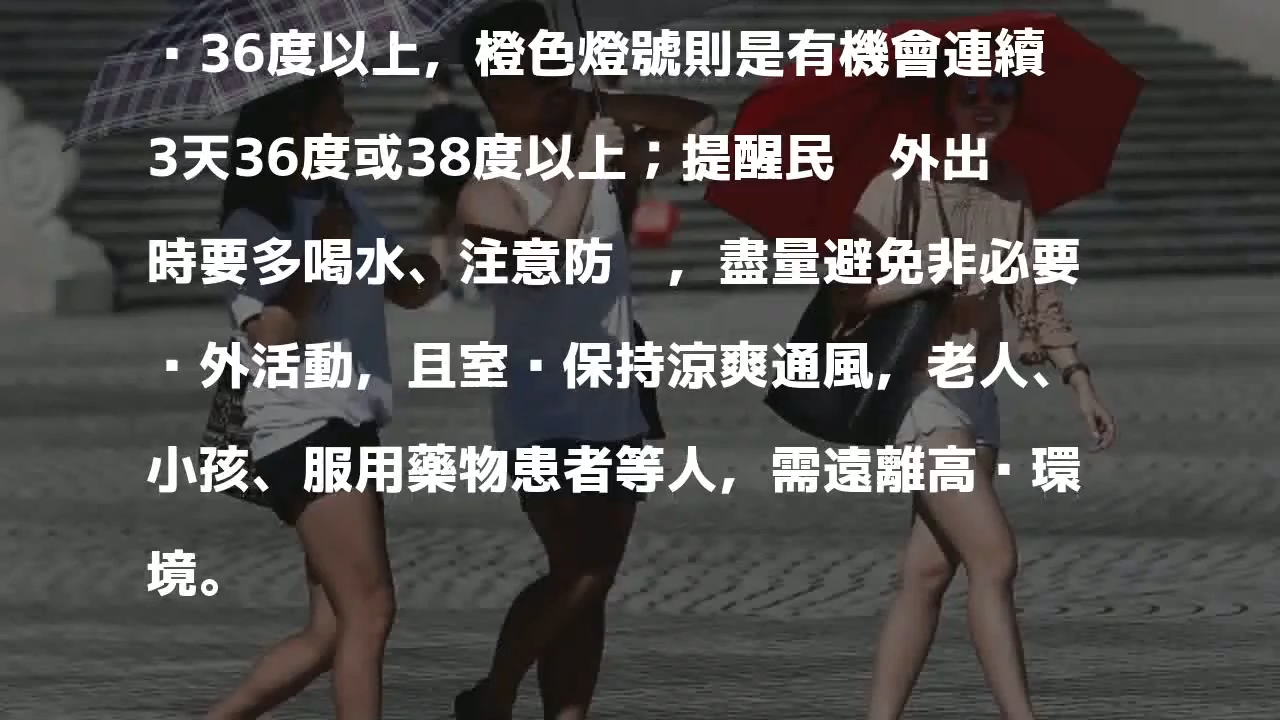 ·36度以上，橙色燈號則是有機會連續
3天36度或38度以上；提醒民　外出
時要多喝水、注意防　，盡量避免非必要
·外活動，且室·保持涼爽通風，老人、
小孩、服用藥物患者等人，需遠離高·環
境。